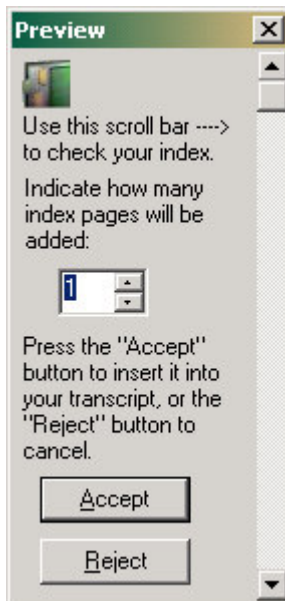 Preview
Use this scroll bar ---->
to check your index.
Indicate how many
index pages will be
added:
1
Press the "Accept"
button to insert it into
your transcript, or the
"Reject" button to
cancel.
Accept
Reject